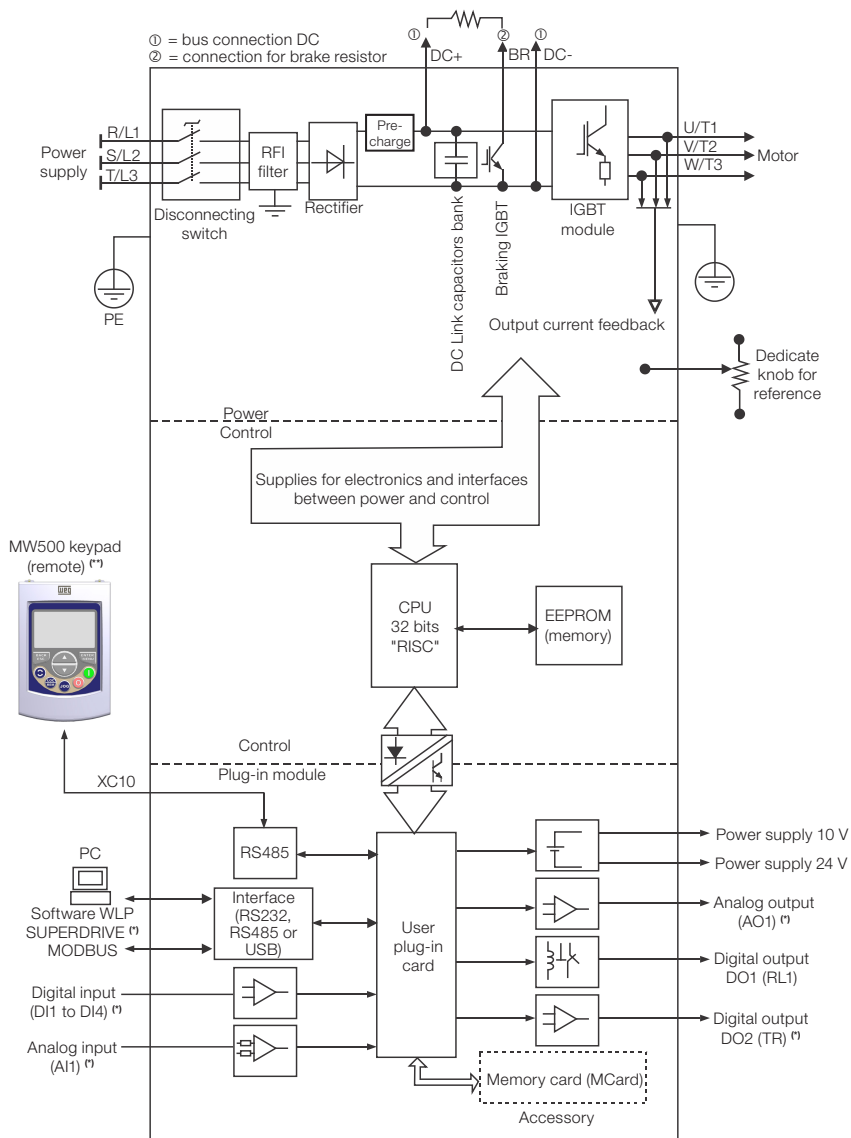 ① = bus connection DC
② = connection for brake resistor
①
②
①
DC+
BR
DC-
Power
supply
R/L1
S/L2
T/L3
Disconnecting
switch
RFI
filter
Rectifier
Pre-
charge
DC Link capacitors bank
Braking IGBT
IGBT
module
U/T1
V/T2
W/T3
Motor
PE
Output current feedback
Dedicate
knob for
reference
Power
Control
Supplies for electronics and interfaces
between power and control
MW500 keypad
(remote) (**)
CPU
32 bits
"RISC"
EEPROM
(memory)
Control
Plug-in module
XC10
RS485
PC
Software WLP
SUPERDRIVE (*)
MODBUS
Interface
(RS232,
RS485 or
USB)
Digital input
(DI1 to DI4) (*)
Analog input
(AI1) (*)
User
plug-in
card
Power supply 10 V
Power supply 24 V
Analog output
(AO1) (*)
Digital output
DO1 (RL1)
Digital output
DO2 (TR) (*)
Memory card (MCard)
Accessory